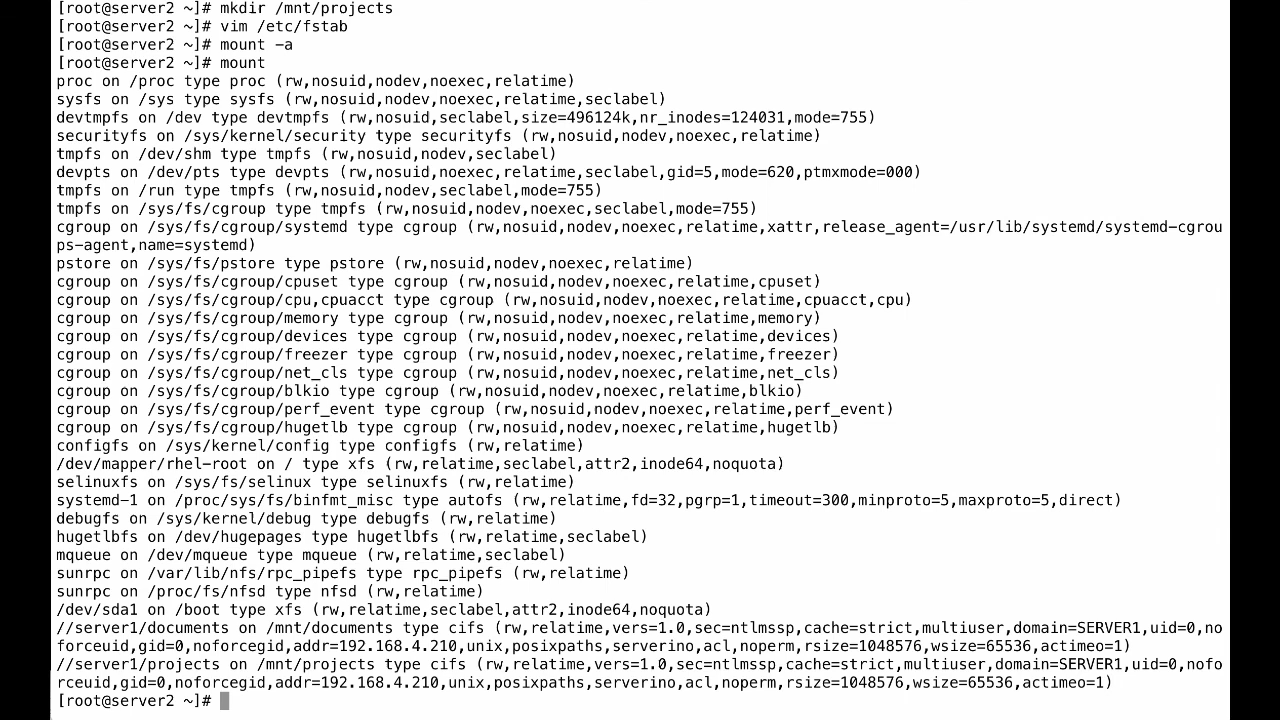 [root@server2 ~]# mkdir /mnt/projects
[root@server2 ~]# vim /etc/fstab
[root@server2 ~]# mount -a
[root@server2 ~]# mount
proc on /proc type proc (rw,nosuid,nodev,noexec,relatime)
sysfs on /sys type sysfs (rw,nosuid,nodev,noexec,relatime,seclabel)
devtmpfs on /dev type devtmpfs (rw,nosuid,seclabel,size=496124k,nr_inodes=124031,mode=755)
securityfs on /sys/kernel/security type securityfs (rw,nosuid,nodev,noexec,relatime)
tmpfs on /dev/shm type tmpfs (rw,nosuid,nodev,seclabel)
devpts on /dev/pts type devpts (rw,nosuid,noexec,relatime,seclabel,gid=5,mode=620,ptmxmode=000)
tmpfs on /run type tmpfs (rw,nosuid,nodev,seclabel,mode=755)
tmpfs on /sys/fs/cgroup type tmpfs (rw,nosuid,nodev,noexec,seclabel,mode=755)
cgroup on /sys/fs/cgroup/systemd type cgroup (rw,nosuid,nodev,noexec,relatime,xattr,release_agent=/usr/lib/systemd/systemd-cgrou
ps-agent,name=systemd)
pstore on /sys/fs/pstore type pstore (rw,nosuid,nodev,noexec,relatime)
cgroup on /sys/fs/cgroup/cpuset type cgroup (rw,nosuid,nodev,noexec,relatime,cpuset)
cgroup on /sys/fs/cgroup/cpu,cpuacct type cgroup (rw,nosuid,nodev,noexec,relatime,cpuacct,cpu)
cgroup on /sys/fs/cgroup/memory type cgroup (rw,nosuid,nodev,noexec,relatime,memory)
cgroup on /sys/fs/cgroup/devices type cgroup (rw,nosuid,nodev,noexec,relatime,devices)
cgroup on /sys/fs/cgroup/freezer type cgroup (rw,nosuid,nodev,noexec,relatime,freezer)
cgroup on /sys/fs/cgroup/net_cls type cgroup (rw,nosuid,nodev,noexec,relatime,net_cls)
cgroup on /sys/fs/cgroup/blkio type cgroup (rw,nosuid,nodev,noexec,relatime,blkio)
cgroup on /sys/fs/cgroup/perf_event type cgroup (rw,nosuid,nodev,noexec,relatime,perf_event)
cgroup on /sys/fs/cgroup/hugetlb type cgroup (rw,nosuid,nodev,noexec,relatime,hugetlb)
configfs on /sys/kernel/config type configfs (rw,relatime)
/dev/mapper/rhel-root on / type xfs (rw,relatime,seclabel,attr2,inode64,noquota)
selinuxfs on /sys/fs/selinux type selinuxfs (rw,relatime)
systemd-1 on /proc/sys/fs/binfmt_misc type autofs (rw,relatime,fd=32,pgrp=1,timeout=300,minproto=5,maxproto=5,direct)
debugfs on /sys/kernel/debug type debugfs (rw,relatime)
hugetlbfs on /dev/hugepages type hugetlbfs (rw,relatime,seclabel)
mqueue on /dev/mqueue type mqueue (rw,relatime,seclabel)
sunrpc on /var/lib/nfs/rpc_pipefs type rpc_pipefs (rw,relatime)
sunrpc on /proc/fs/nfsd type nfsd (rw,relatime)
/dev/sda1 on /boot type xfs (rw,relatime,seclabel,attr2,inode64,noquota)
//server1/documents on /mnt/documents type cifs (rw,relatime,vers=1.0,sec=ntlmssp,cache=strict,multiuser,domain=SERVER1,uid=0,no
forceuid,gid=0,noforcegid,addr=192.168.4.210,unix,posixpaths,serverino,acl,noperm,rsize=1048576,wsize=65536,actimeo=1)
//server1/projects on /mnt/projects type cifs (rw,relatime,vers=1.0,sec=ntlmssp,cache=strict,multiuser,domain=SERVER1,uid=0,nofo
rceuid,gid=0,noforcegid,addr=192.168.4.210,unix,posixpaths,serverino,acl,noperm,rsize=1048576,wsize=65536,actimeo=1)
[root@server2 ~]#